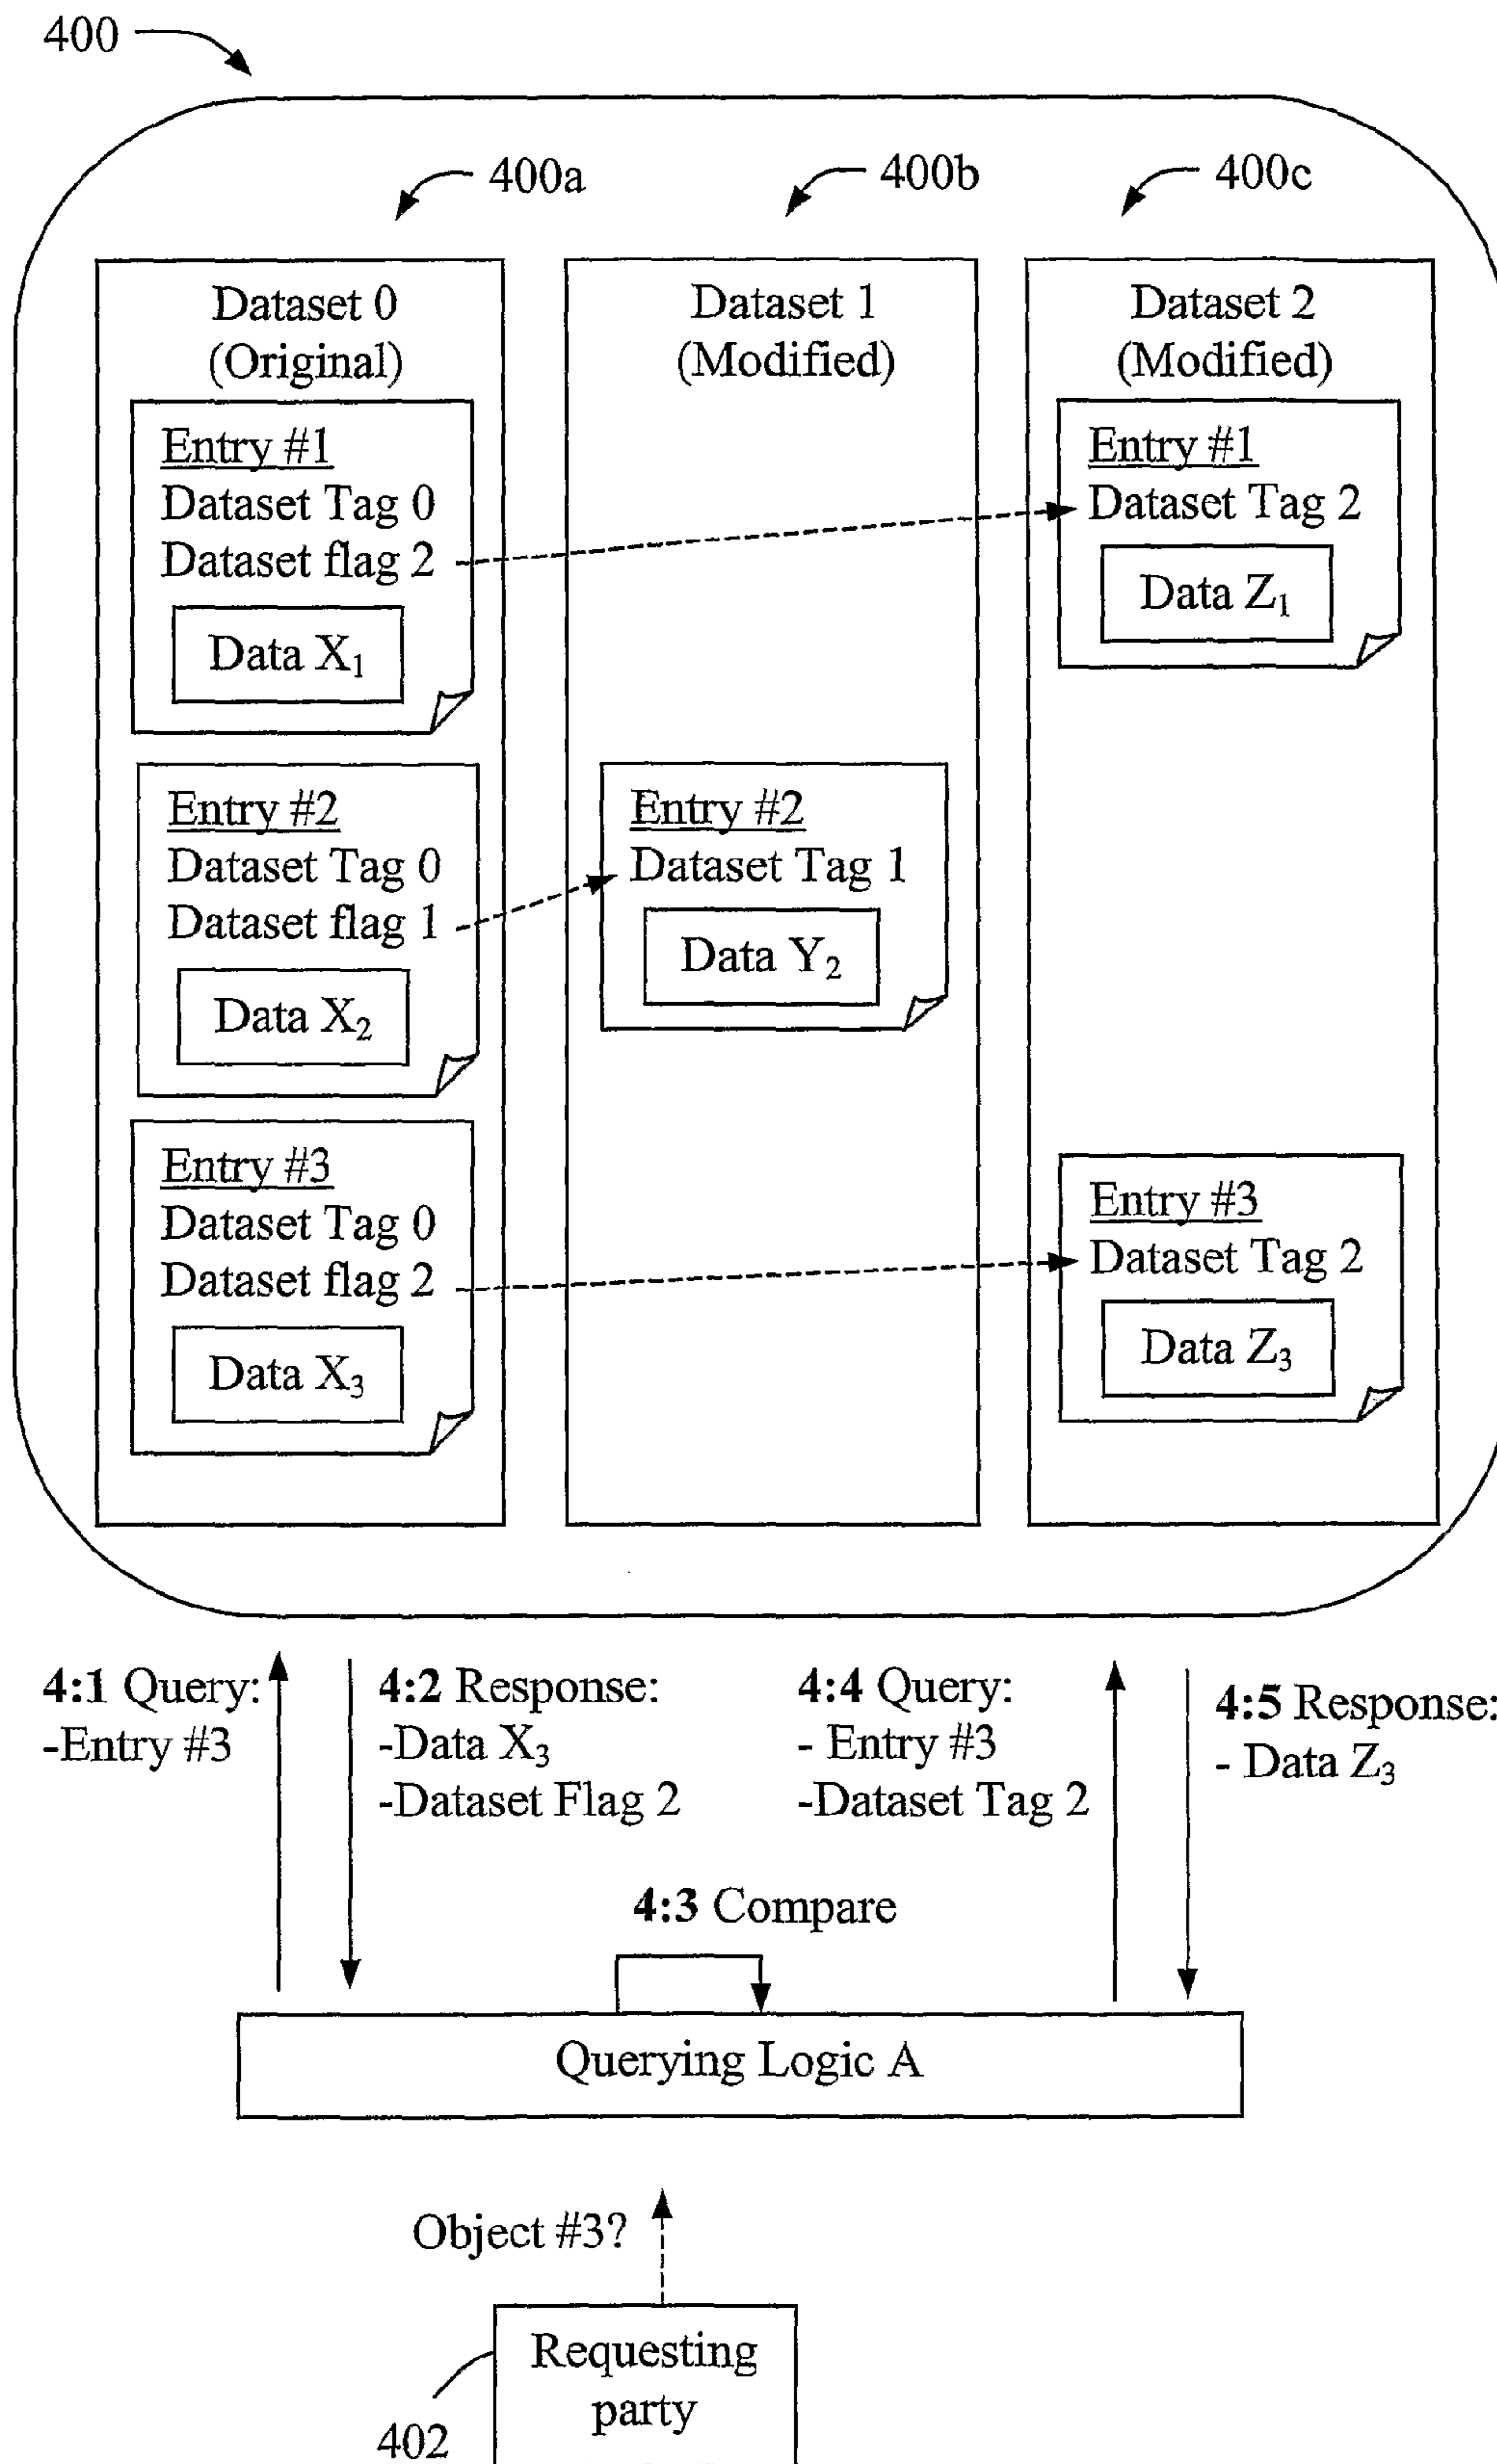 400
400a
400b
400c
Dataset 0
(Original)
Entry #1
Dataset Tag 0
Dataset flag 2
Data X₁
Entry #2
Dataset Tag 0
Dataset flag 1
Data X₂
Entry #3
Dataset Tag 0
Dataset flag 2
Data X₃
Dataset 1
(Modified)
Entry #2
Dataset Tag 1
Data Y₂
Dataset 2
(Modified)
Entry #1
Dataset Tag 2
Data Z₁
Entry #3
Dataset Tag 2
Data Z₃
4:1 Query:
-Entry #3
4:2 Response:
-Data X₃
-Dataset Flag 2
4:4 Query:
- Entry #3
-Dataset Tag 2
4:5 Response:
- Data Z₃
4:3 Compare
Querying Logic A
Object #3?
Requesting
party
402